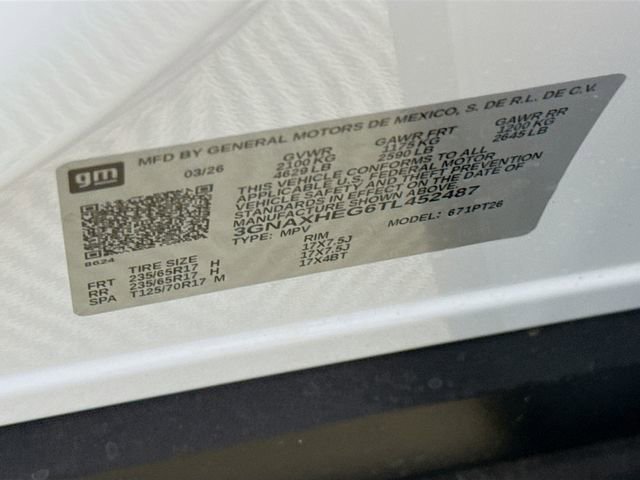 gm
MFD BY GENERAL MOTORS DE MEXICO, S. DE R.L. DE C.V.
03/26 GVWR GAWR FRT GAWR RR
2100 KG 1175 KG 1200 KG
4629 LB 2590 LB 2645 LB
THIS VEHICLE CONFORMS TO ALL
APPLICABLE U.S. FEDERAL MOTOR
VEHICLE SAFETY AND THEFT PREVENTION
STANDARDS IN EFFECT ON THE DATE OF
MANUFACTURE SHOWN ABOVE.
3GNAXHEG6TL452487
TYPE: MPV MODEL: 671PT26
8624
TIRE SIZE RIM
FRT 235/65R17 H 17X7.5J
RR 235/65R17 H 17X7.5J
SPA T125/70R17 M 17X4BT